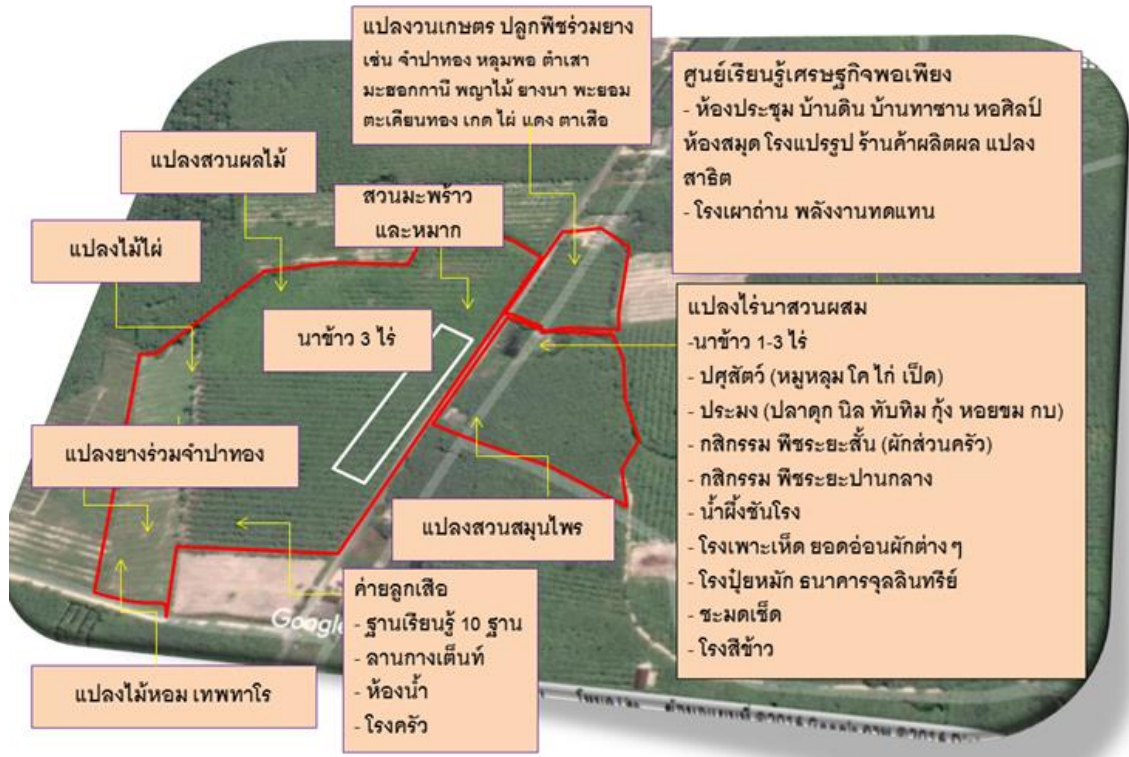 แปลงวนเกษตร ปลูกพืชร่วมยาง
เช่น จำปาทอง หลุมพอ ตำเสา
มะฮอกกานี พญาไม้ ยางนา พะยอม
ตะเคียนทอง เกด ไผ่ แดง ตาเสือ
ศูนย์เรียนรู้เศรษฐกิจพอเพียง
- ห้องประชุม บ้านดิน บ้านทาซาน หอศิลป์
ห้องสมุด โรงแปรรูป ร้านค้าผลิตผล แปลง
สาธิต
- โรงเผาถ่าน พลังงานทดแทน
แปลงสวนผลไม้
สวนมะพร้าว
และหมาก
แปลงไม้ไผ่
นาข้าว 3 ไร่
แปลงไร่นาสวนผสม
-นาข้าว 1-3 ไร่
- ปศุสัตว์ (หมูหลุม โค ไก่ เป็ด)
- ประมง (ปลาดุก นิล ทับทิม กุ้ง หอยขม กบ)
- กสิกรรม พืชระยะสั้น (ผักส่วนครัว)
- กสิกรรม พืชระยะปานกลาง
- น้ำผึ้งชันโรง
- โรงเพาะเห็ด ยอดอ่อนผักต่างๆ
- โรงปุ๋ยหมัก ธนาคารจุลลินทรีย์
- ชะมดเช็ด
- โรงสีข้าว
แปลงยางร่วมจำปาทอง
แปลงสวนสมุนไพร
ค่ายลูกเสือ
- ฐานเรียนรู้ 10 ฐาน
- ลานกางเต็นท์
- ห้องน้ำ
- โรงครัว
แปลงไม้หอม เทพทาโร
Google